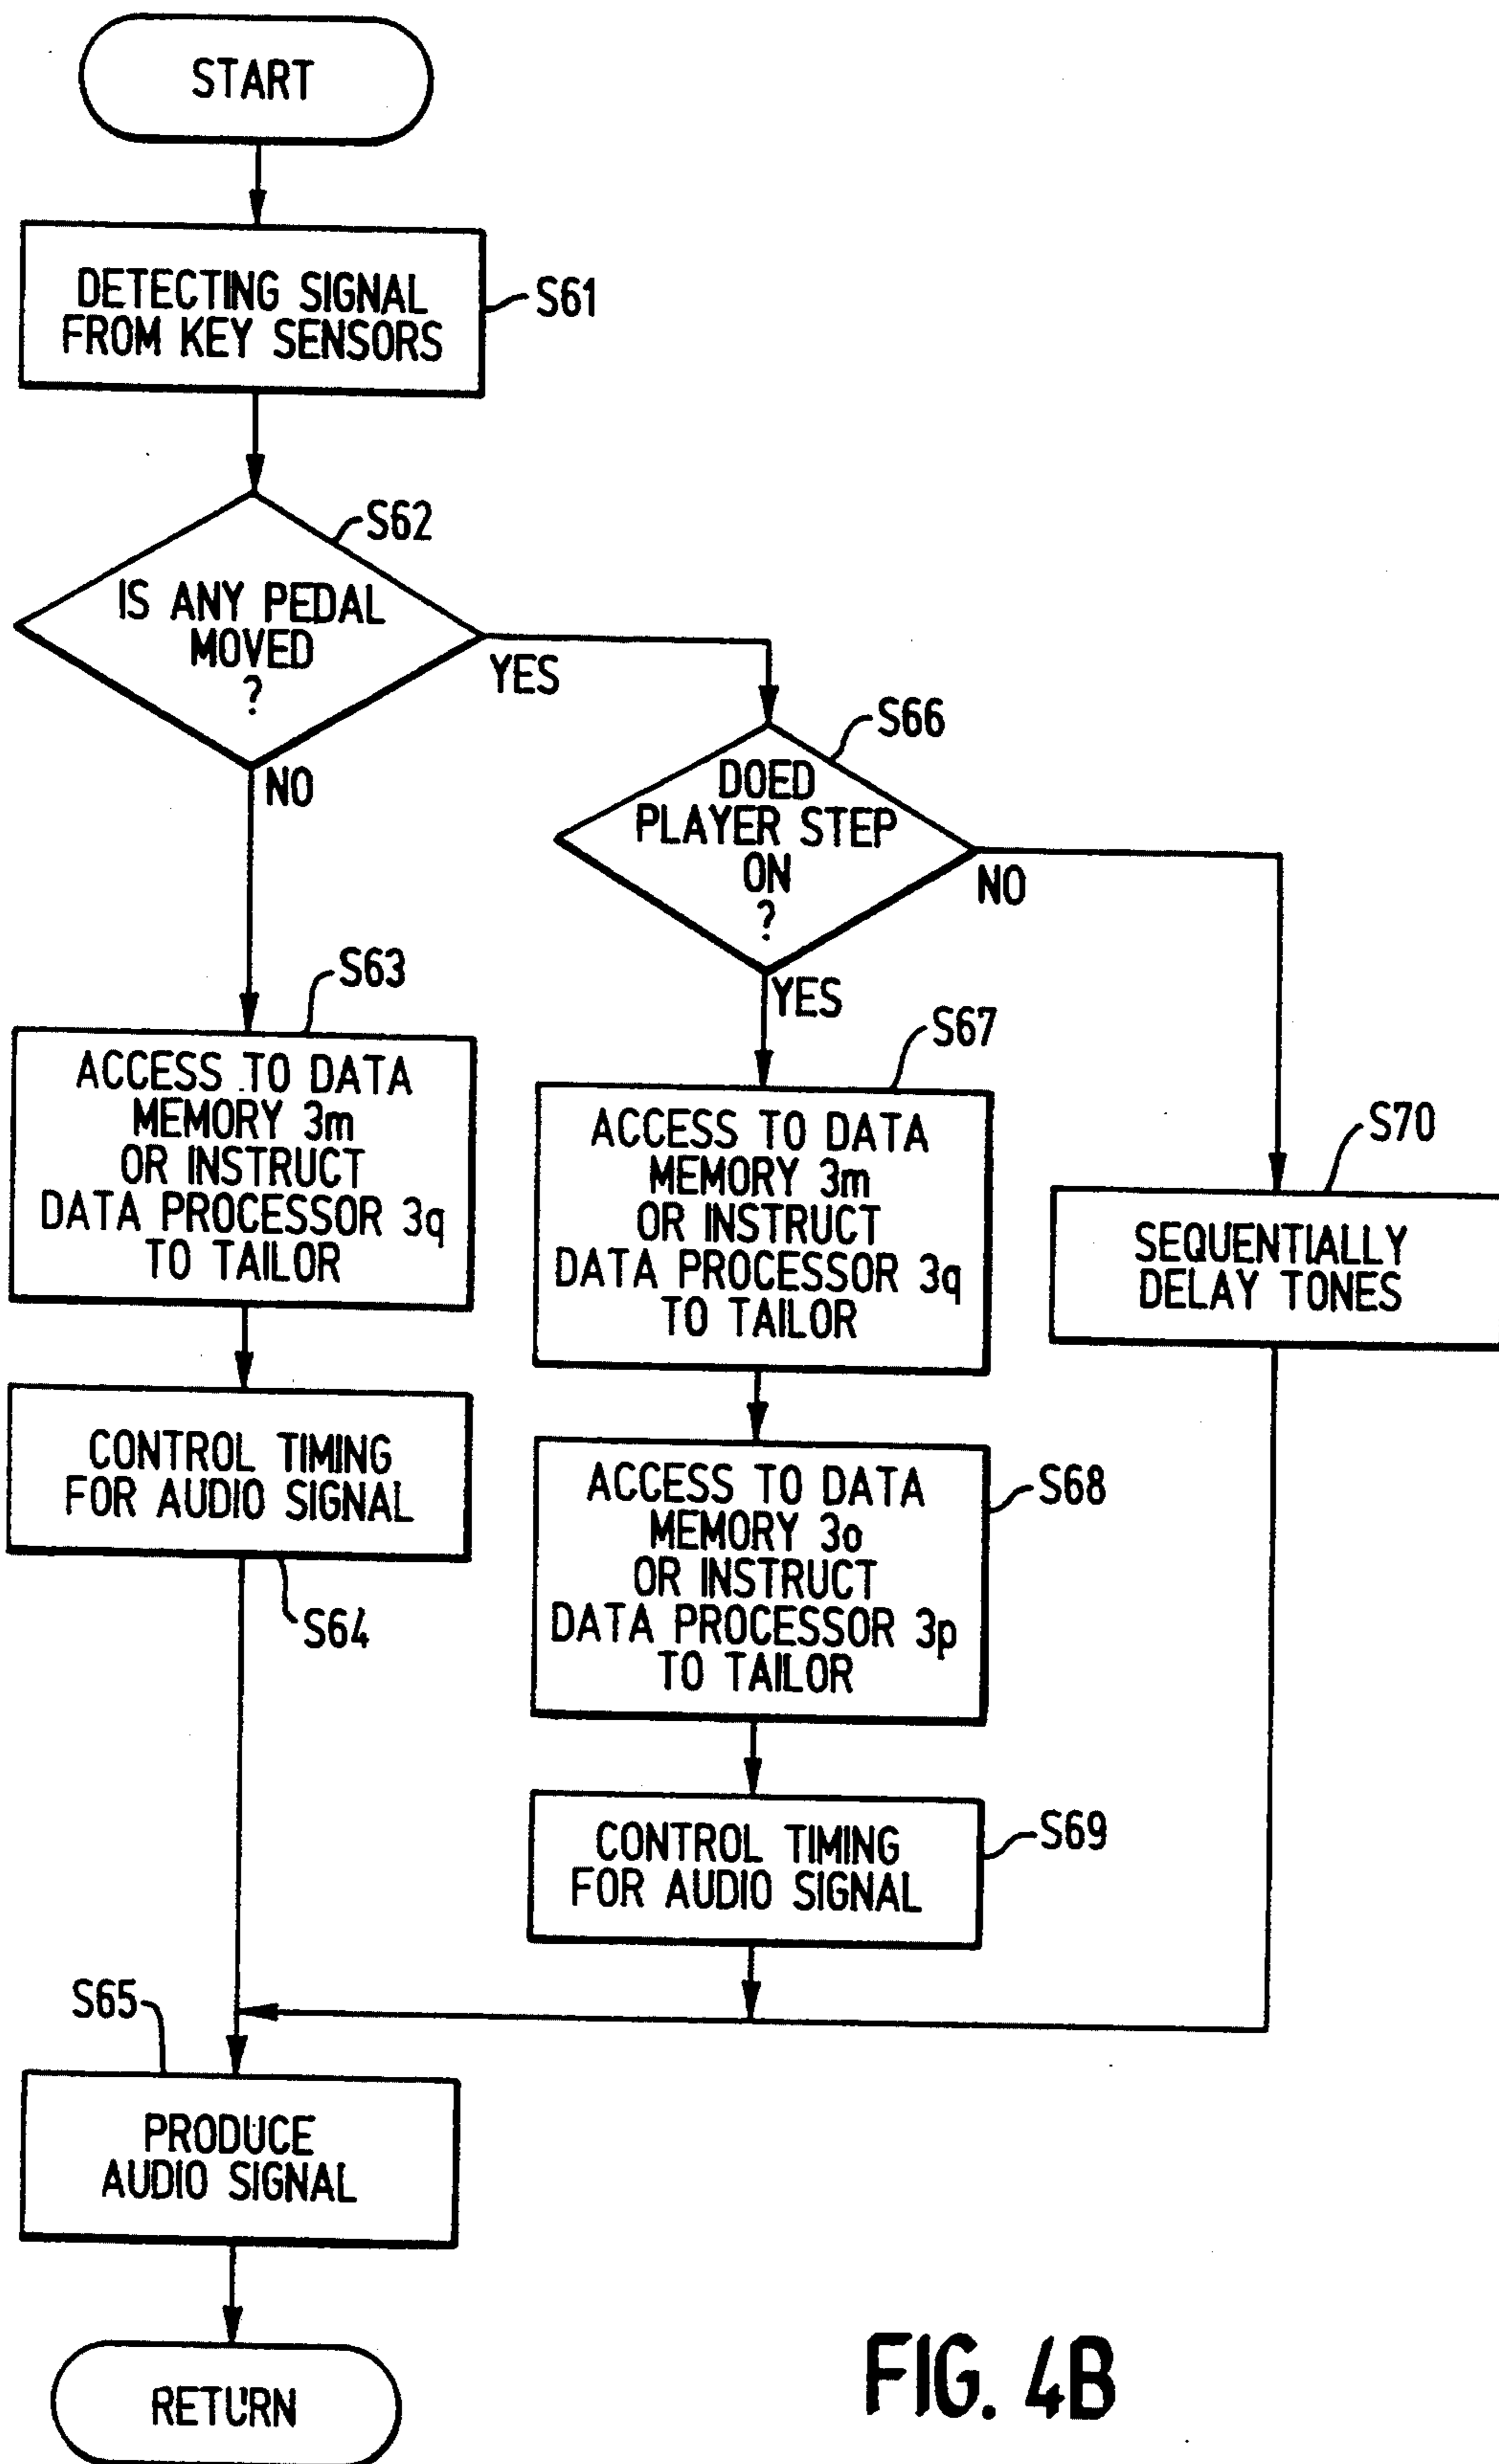 START
DETECTING SIGNAL
FROM KEY SENSORS
S61
S62
IS ANY PEDAL
MOVED
?
YES
NO
S66
DOED
PLAYER STEP
ON
?
NO
YES
S63
ACCESS TO DATA
MEMORY 3m
OR INSTRUCT
DATA PROCESSOR 3q
TO TAILOR
S67
ACCESS TO DATA
MEMORY 3m
OR INSTRUCT
DATA PROCESSOR 3q
TO TAILOR
S70
SEQUENTIALLY
DELAY TONES
CONTROL TIMING
FOR AUDIO SIGNAL
S64
ACCESS TO DATA
MEMORY 3o
OR INSTRUCT
DATA PROCESSOR 3p
TO TAILOR
S68
CONTROL TIMING
FOR AUDIO SIGNAL
S69
S65
PRODUCE
AUDIO SIGNAL
RETURN
FIG. 4B